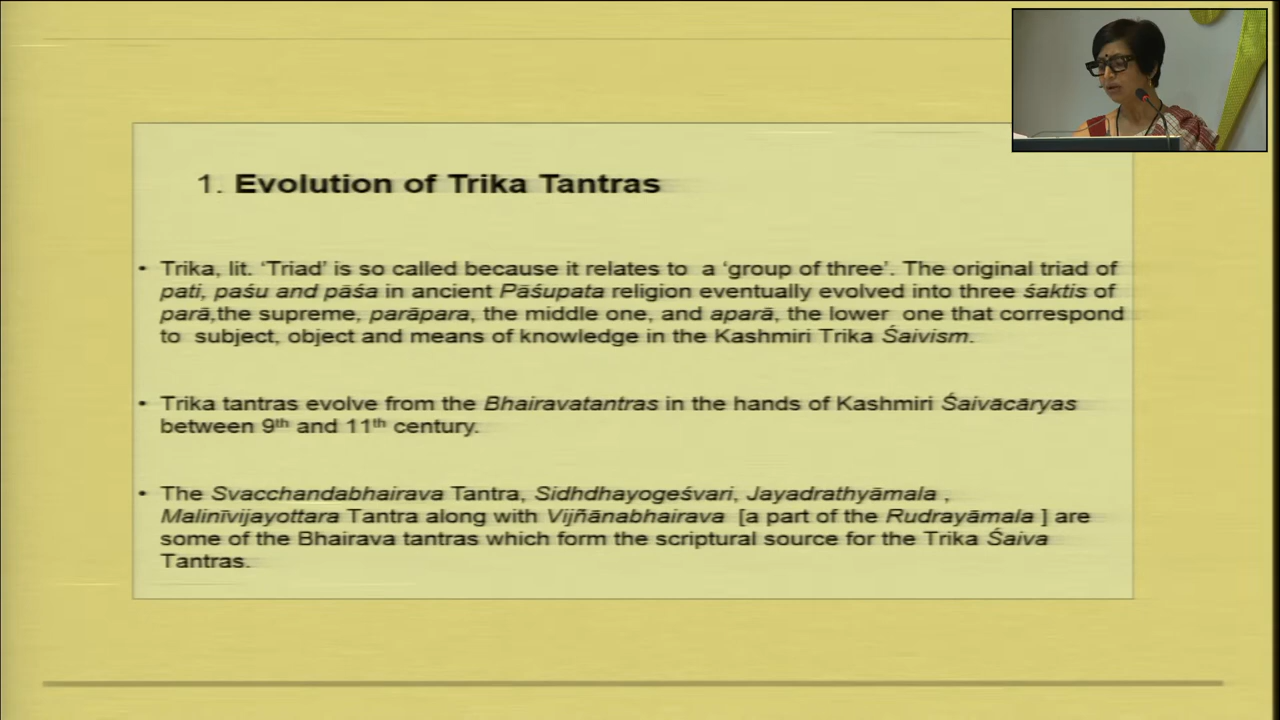 1. Evolution of Trika Tantras
• Trika, lit. ‘Triad’ is so called because it relates to a ‘group of three’. The original triad of
pati, paśu and pāśa in ancient Pāśupata religion eventually evolved into three śaktis of
parā,the supreme, parāpara, the middle one, and aparā, the lower one that correspond
to subject, object and means of knowledge in the Kashmiri Trika Śaivism.
• Trika tantras evolve from the Bhairavatantras in the hands of Kashmiri Śaivācāryas
between 9th and 11th century.
• The Svacchandabhairava Tantra, Sidhdhayogeśvari, Jayadrathyāmala ,
Malinīvijayottara Tantra along with Vijñānabhairava [a part of the Rudrayāmala ] are
some of the Bhairava tantras which form the scriptural source for the Trika Śaiva
Tantras.